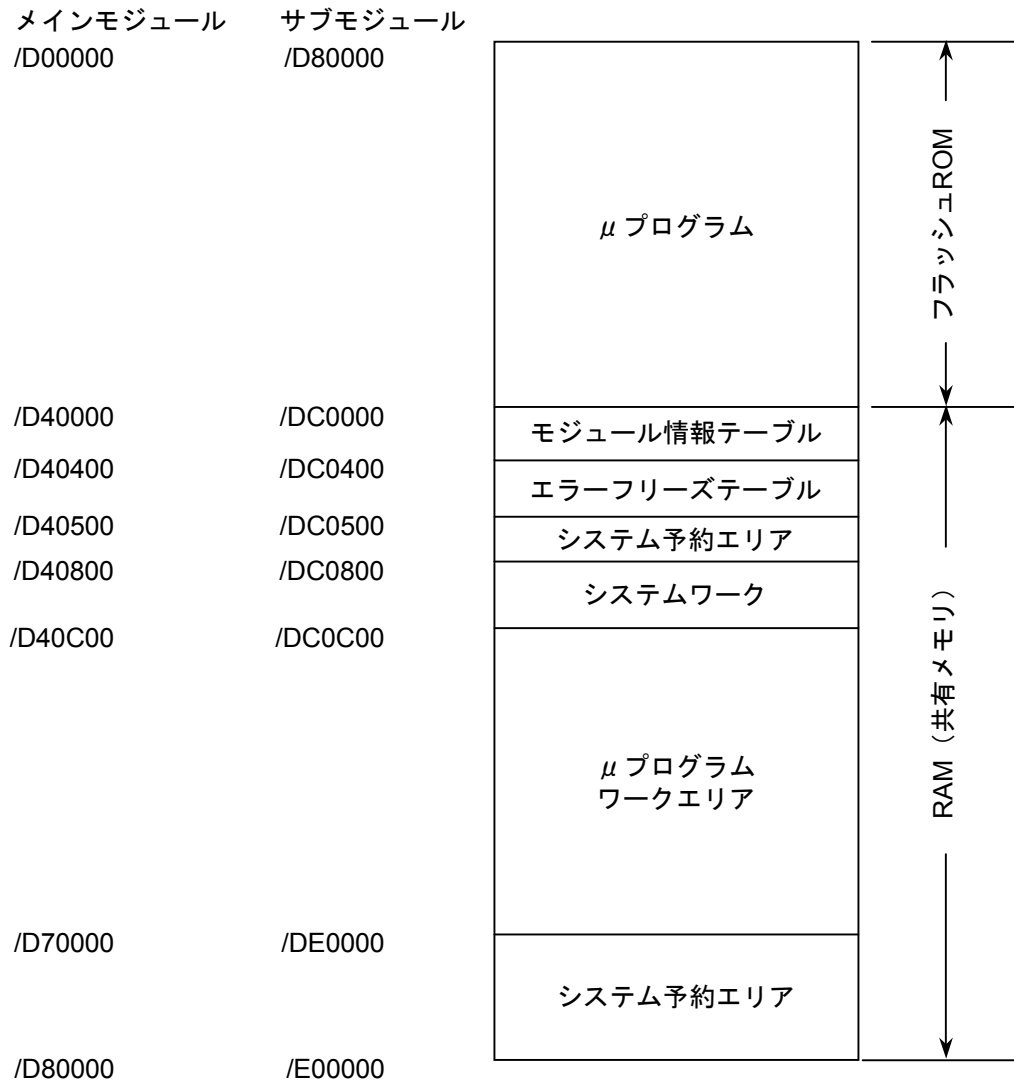 メインモジュール サブモジュール
/D00000 /D80000
μプログラム
フラッシュROM
/D40000 /DC0000
モジュール情報テーブル
/D40400 /DC0400
エラーフリーズテーブル
/D40500 /DC0500
システム予約エリア
/D40800 /DC0800
システムワーク
/D40C00 /DC0C00
μプログラム
ワークエリア
RAM（共有メモリ）
/D70000 /DE0000
システム予約エリア
/D80000 /E00000